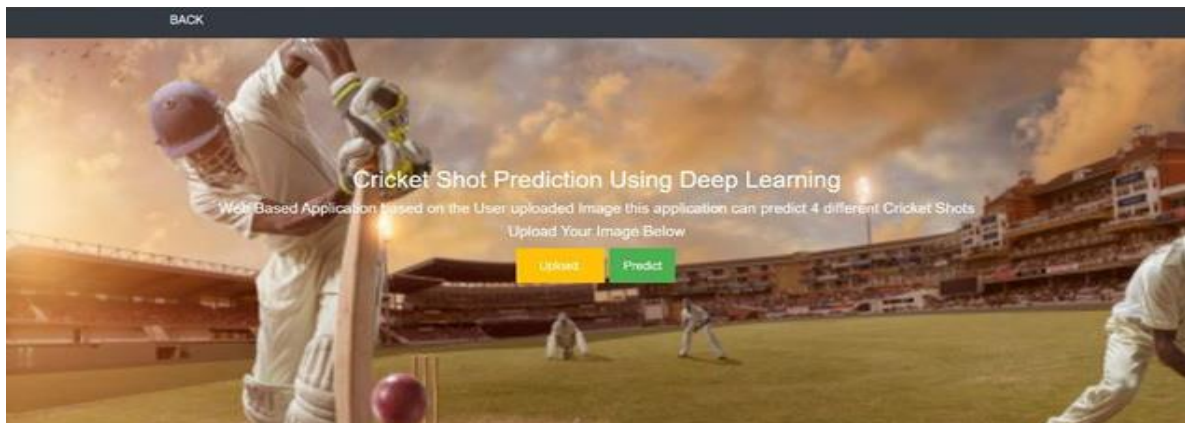 BACK
Cricket Shot Prediction Using Deep Learning
Web Based Application based on the User uploaded Image this application can predict 4 different Cricket Shots
Upload Your Image Below
Upload Predict